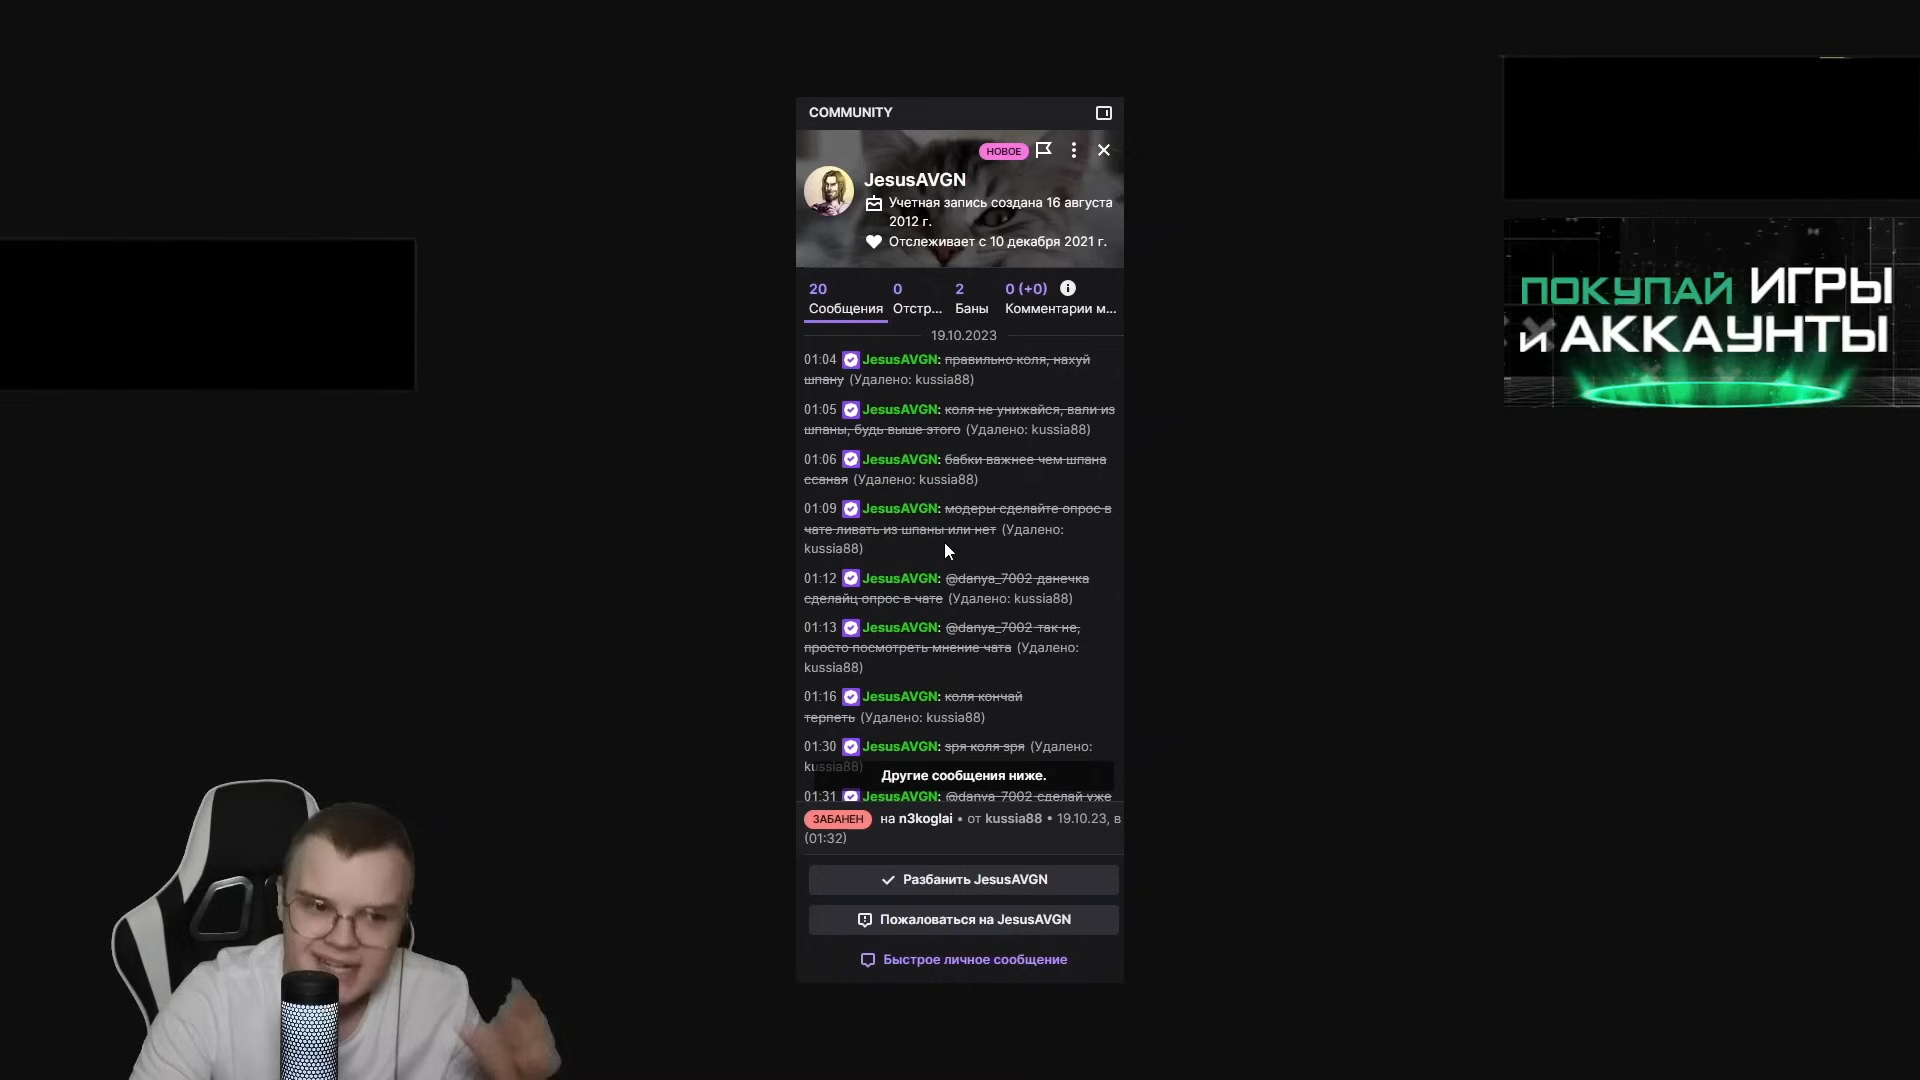 COMMUNITY
НОВОЕ
JesusAVGN
Учетная запись создана 16 августа
2012 г.
Отслеживает с 10 декабря 2021 г.
20 0 2 0 (+0)
Сообщения Отстр... Баны Комментарии м...
19.10.2023
01:04 JesusAVGN: правильно коля, нахуй
шпану (Удалено: kussia88)
01:05 JesusAVGN: коля не унижайся, вали из
шпаны, будь выше этого (Удалено: kussia88)
01:06 JesusAVGN: бабки важнее чем шпана
ссаная (Удалено: kussia88)
01:09 JesusAVGN: модеры сделайте опрос в
чате ливать из шпаны или нет (Удалено:
kussia88)
01:12 JesusAVGN: @danya_7002 данечка
сделайц опрос в чате (Удалено: kussia88)
01:13 JesusAVGN: @danya_7002 так не,
просто посмотреть мнение чата (Удалено:
kussia88)
01:16 JesusAVGN: коля кончай
терпеть (Удалено: kussia88)
01:30 JesusAVGN: зря коля зря (Удалено:
kussia88)
Другие сообщения ниже.
01:31 JesusAVGN: @danya_7002 сделай уже
ЗАБАНЕН на n3koglai • от kussia88 • 19.10.23, в
(01:32)
Разбанить JesusAVGN
Пожаловаться на JesusAVGN
Быстрое личное сообщение
ПОКУПАЙ ИГРЫ
и АККАУНТЫ